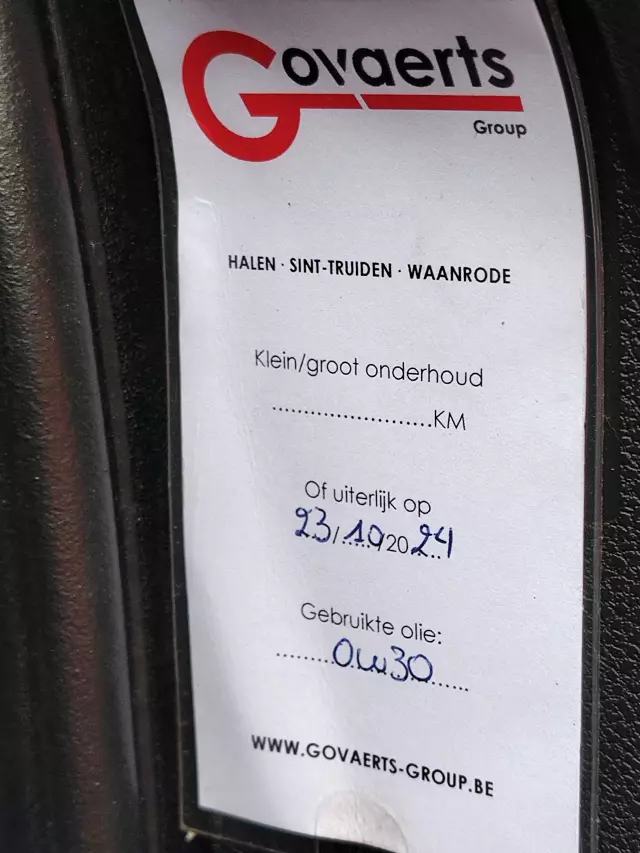 Govaerts
Group
HALEN · SINT-TRUIDEN · WAANRODE
Klein/groot onderhoud
.......................KM
Of uiterlijk op
23/10/2024
Gebruikte olie:
.........0w30......
WWW.GOVAERTS-GROUP.BE